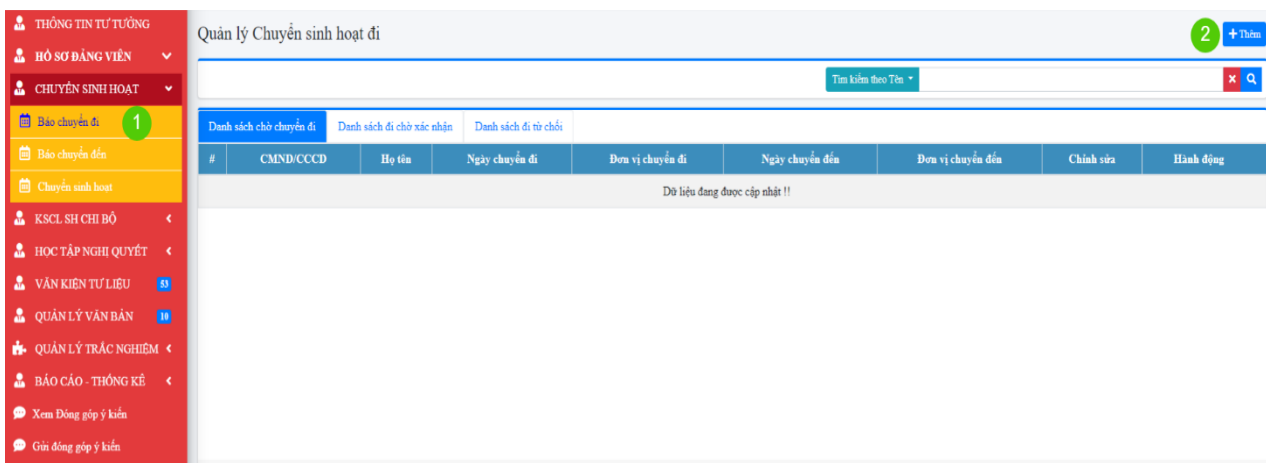 THÔNG TIN TƯ TƯỞNG
HỒ SƠ ĐẢNG VIÊN
CHUYỂN SINH HOẠT
Báo chuyển đi 1
Báo chuyển đến
Chuyển sinh hoạt
KSCL SH CHI BỘ
HỌC TẬP NGHỊ QUYẾT
VĂN KIỆN TƯ LIỆU 53
QUẢN LÝ VĂN BẢN 10
QUẢN LÝ TRẮC NGHIỆM
BÁO CÁO - THỐNG KÊ
Xem Đóng góp ý kiến
Gửi đóng góp ý kiến
Quản lý Chuyển sinh hoạt đi
2 + Thêm
Tìm kiếm theo Tên
Danh sách chờ chuyển đi Danh sách đi chờ xác nhận Danh sách đi từ chối
# CMND/CCCD Họ tên Ngày chuyển đi Đơn vị chuyển đi Ngày chuyển đến Đơn vị chuyển đến Chỉnh sửa Hành động
Dữ liệu đang được cập nhật !!